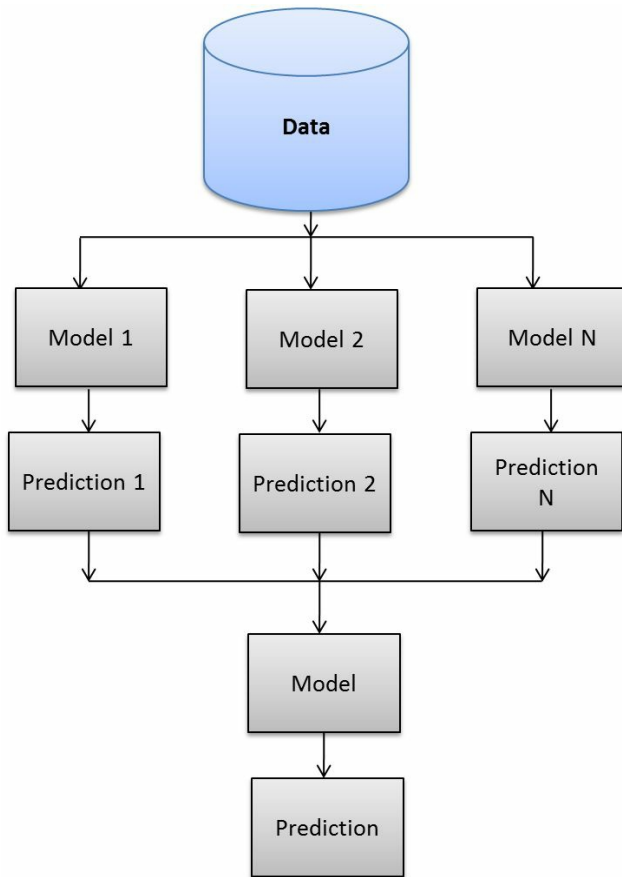 Data
Model 1
Model 2
Model N
Prediction 1
Prediction 2
Prediction
N
Model
Prediction